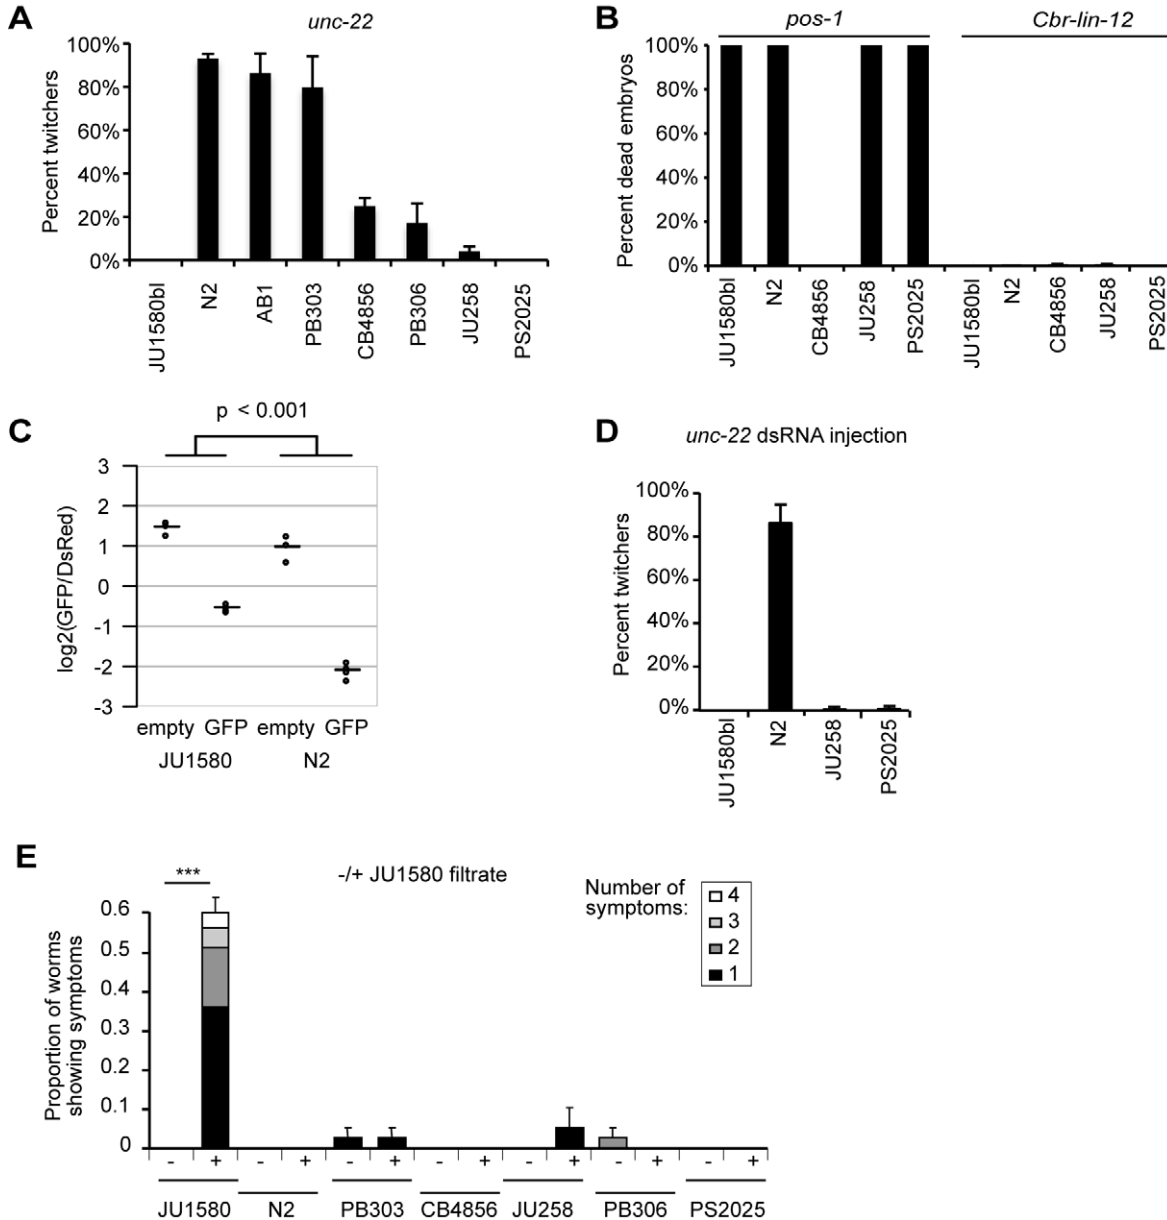 A
unc-22
Percent twitchers
100%
80%
60%
40%
20%
0%
JU1580bl
N2
AB1
PB303
CB4856
PB306
JU258
PS2025
B
pos-1
Cbr-lin-12
Percent dead embryos
100%
80%
60%
40%
20%
0%
JU1580bl
N2
CB4856
JU258
PS2025
JU1580bl
N2
CB4856
JU258
PS2025
C
p < 0.001
log2(GFP/DsRed)
3
2
1
0
-1
-2
-3
empty GFP empty GFP
JU1580 N2
D
unc-22 dsRNA injection
Percent twitchers
100%
80%
60%
40%
20%
0%
JU1580bl
N2
JU258
PS2025
E
-/+ JU1580 filtrate
***
Number of
symptoms:
4
3
2
1
Proportion of worms
showing symptoms
0.6
0.5
0.4
0.3
0.2
0.1
0
- + - + - + - + - + - + - +
JU1580 N2 PB303 CB4856 JU258 PB306 PS2025